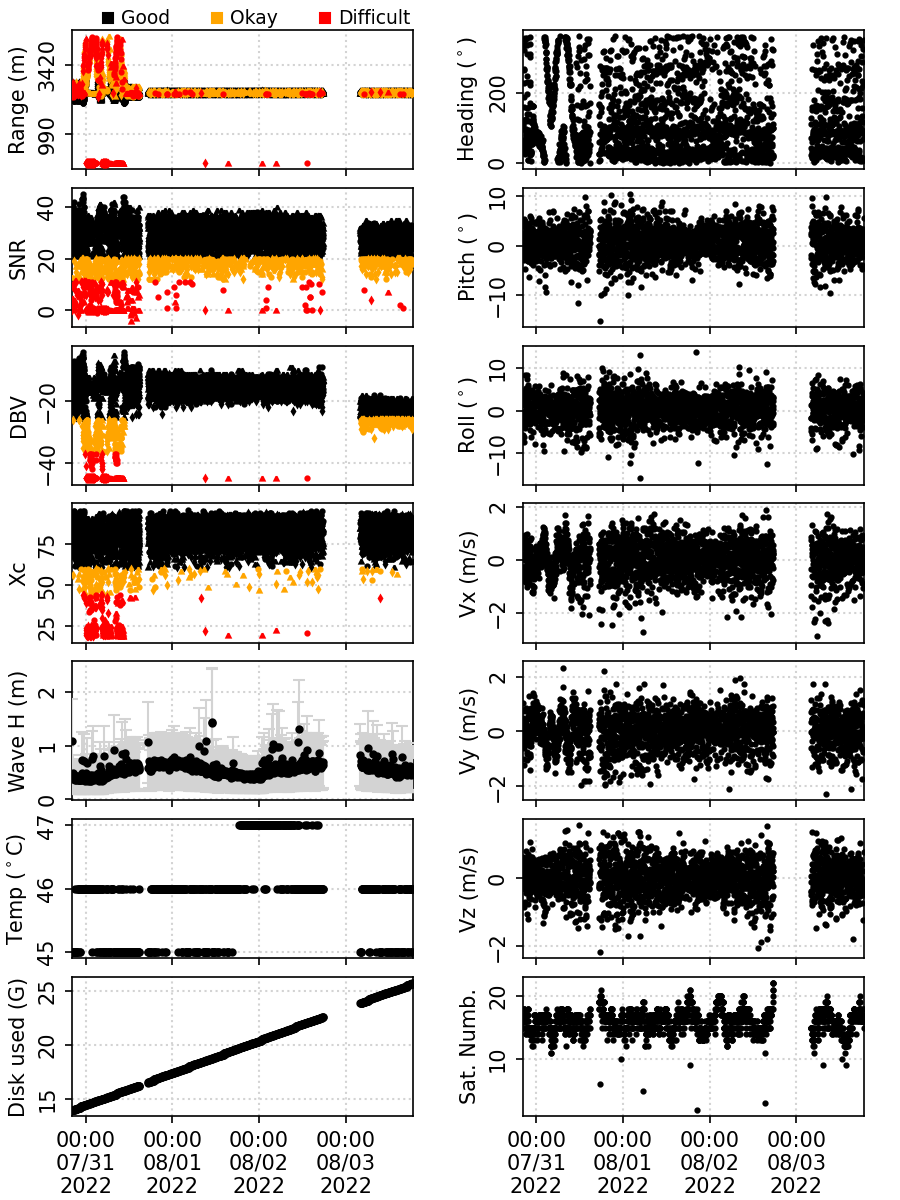 Good Okay Difficult
Range (m)
3420
990
Heading (°)
200
0
SNR
40
20
0
Pitch (°)
10
0
−10
DBV
−20
−40
Roll (°)
10
0
−10
Xc
75
50
25
Vx (m/s)
2
0
−2
Wave H (m)
2
1
0
Vy (m/s)
2
0
−2
Temp (°C)
47
46
45
Vz (m/s)
0
−2
Disk used (G)
25
20
15
Sat. Numb.
20
10
00:00 00:00 00:00 00:00
07/31 08/01 08/02 08/03
2022 2022 2022 2022
00:00 00:00 00:00 00:00
07/31 08/01 08/02 08/03
2022 2022 2022 2022